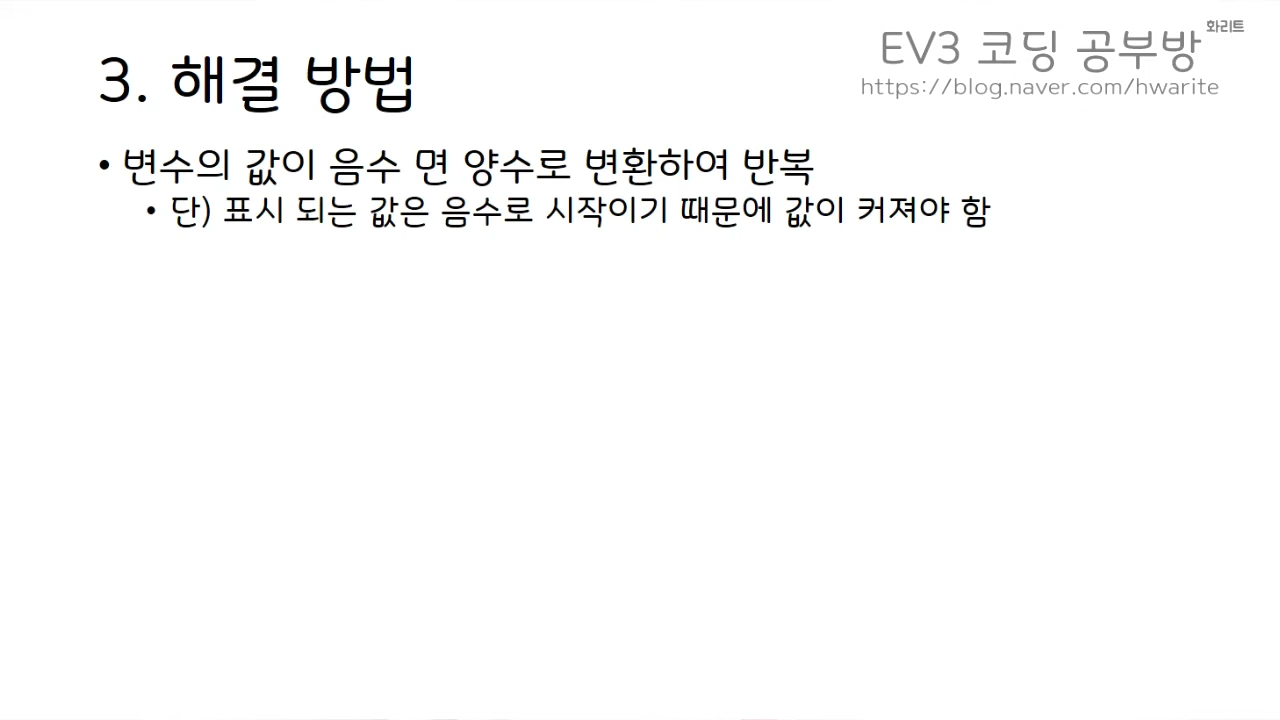 화리트
EV3 코딩 공부방
https://blog.naver.com/hwarite
3. 해결 방법
• 변수의 값이 음수 면 양수로 변환하여 반복
• 단) 표시 되는 값은 음수로 시작이기 때문에 값이 커져야 함